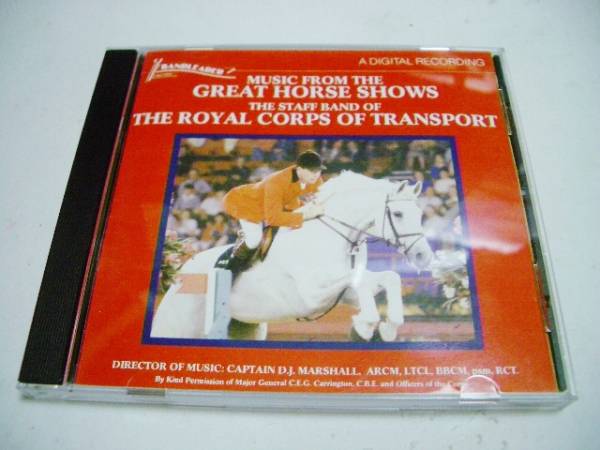 BANDLEADER
A DIGITAL RECORDING
MUSIC FROM THE
GREAT HORSE SHOWS
THE STAFF BAND OF
THE ROYAL CORPS OF TRANSPORT
DIRECTOR OF MUSIC: CAPTAIN D.J. MARSHALL, ARCM, LTCL, BBCM, psm, RCT.
By Kind Permission of Major General C.E.G. Carrington, C.B.E. and Officers of the